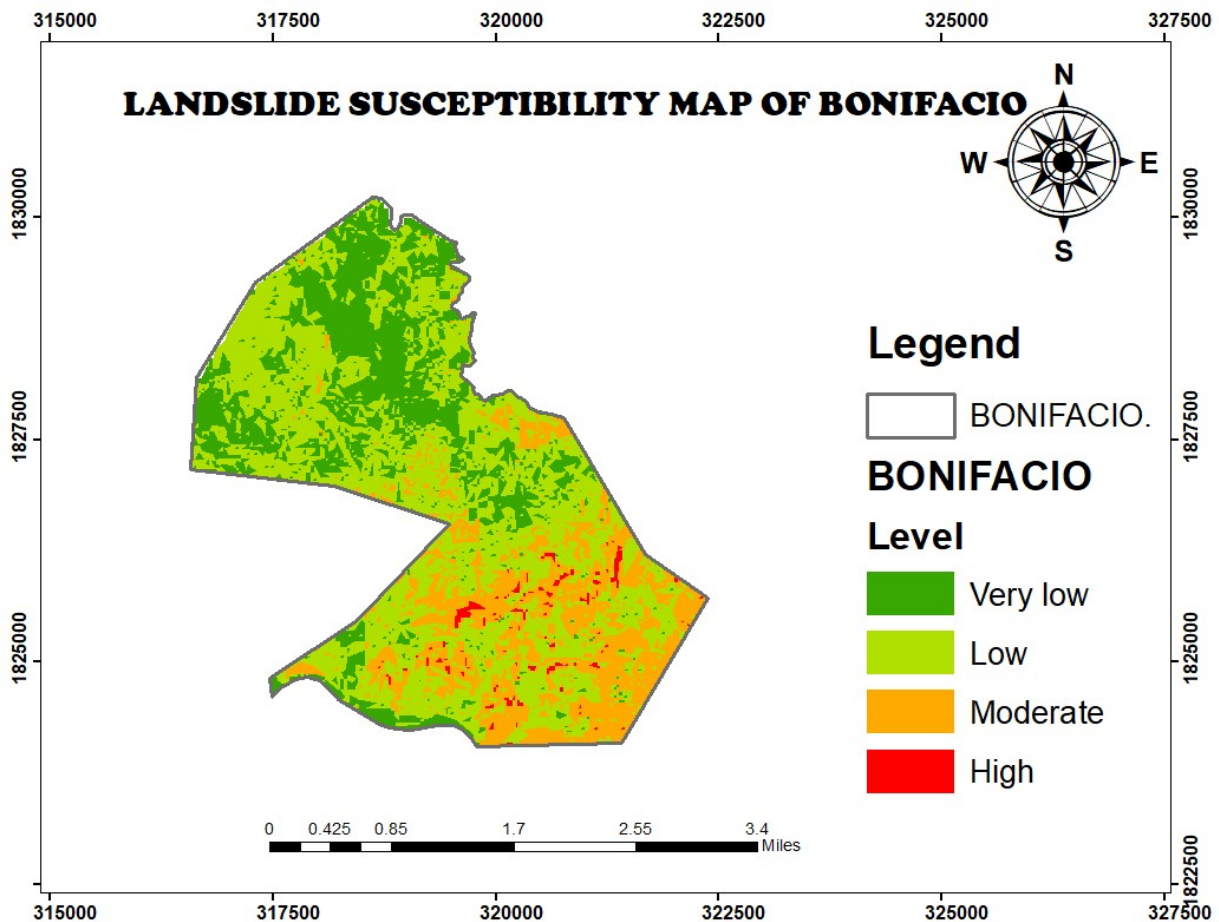 315000 317500 320000 322500 325000 327500
LANDSLIDE SUSCEPTIBILITY MAP OF BONIFACIO
N
W E
S
1830000 1830000
Legend
BONIFACIO.
1827500 1827500
BONIFACIO
Level
Very low
Low
1825000 1825000
Moderate
High
0 0.425 0.85 1.7 2.55 3.4
Miles
1822500
315000 317500 320000 322500 325000 327500